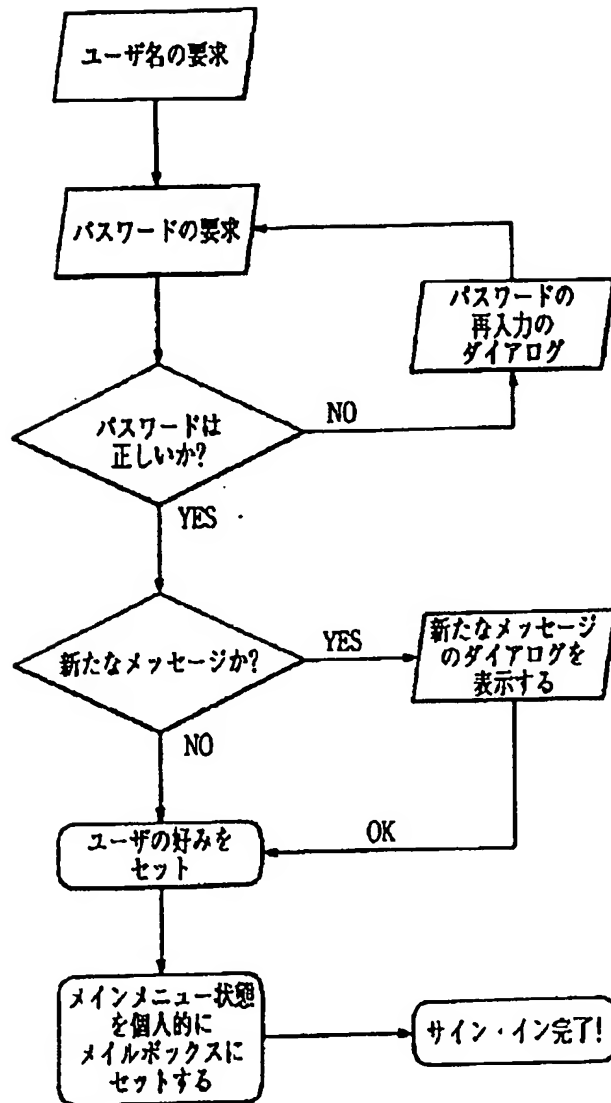 ユーザ名の要求
パスワードの要求
パスワードの
再入力の
ダイアログ
パスワードは
正しいか?
NO
YES
新たなメッセージか?
YES
新たなメッセージ
のダイアログを
表示する
NO
OK
ユーザの好みを
セット
メインメニュー状態
を個人的に
メイルボックスに
セットする
サイン・イン完了!